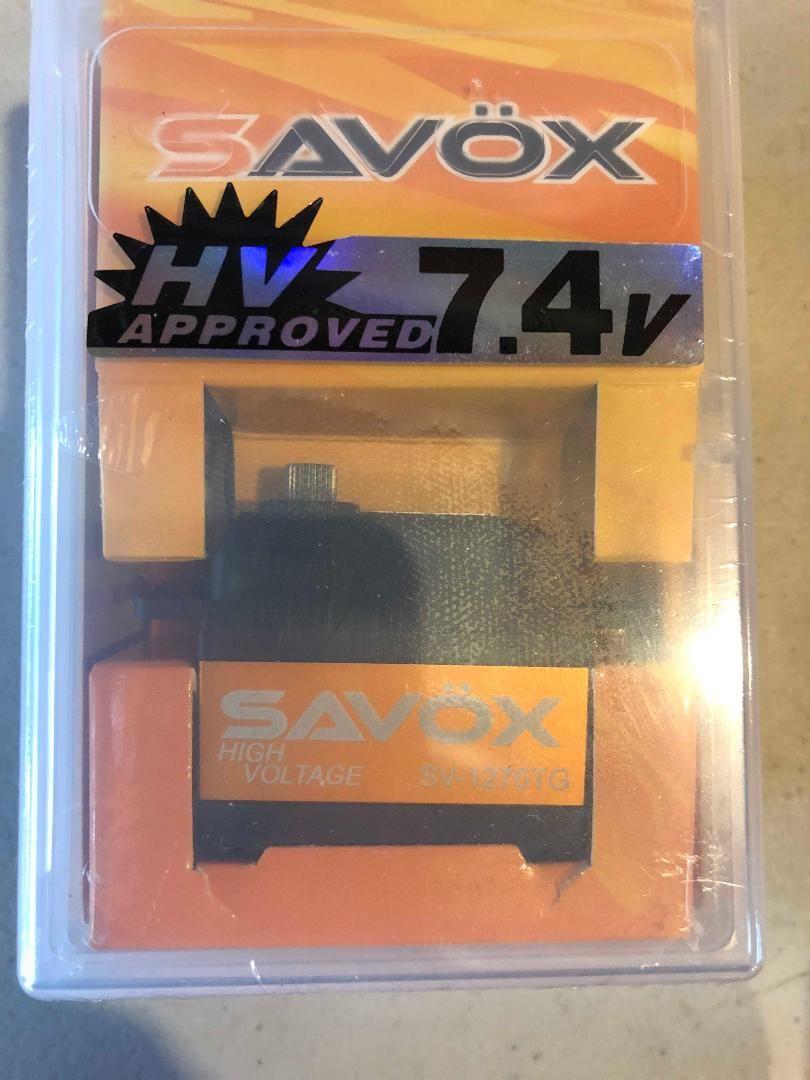 SAVÖX
HV
APPROVED
7.4V
SAVÖX
HIGH
VOLTAGE
SV-1270TG